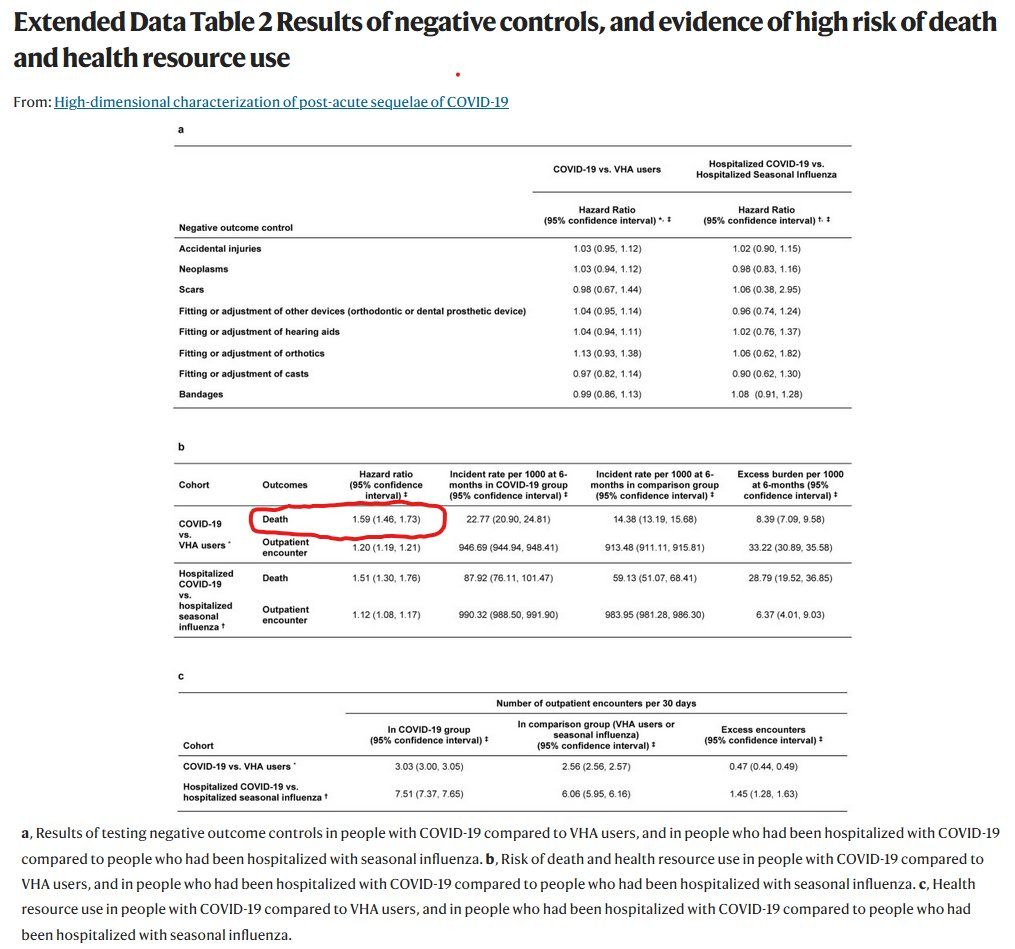 Extended Data Table 2 Results of negative controls, and evidence of high risk of death
and health resource use
From: High-dimensional characterization of post-acute sequelae of COVID-19
a
COVID-19 vs. VHA users
Hospitalized COVID-19 vs.
Hospitalized Seasonal Influenza
Negative outcome control
Hazard Ratio
(95% confidence interval) *, ‡
Hazard Ratio
(95% confidence interval) †, ‡
Accidental injuries 1.03 (0.95, 1.12) 1.02 (0.90, 1.15)
Neoplasms 1.03 (0.94, 1.12) 0.98 (0.83, 1.16)
Scars 0.98 (0.67, 1.44) 1.06 (0.38, 2.95)
Fitting or adjustment of other devices (orthodontic or dental prosthetic device) 1.04 (0.95, 1.14) 0.96 (0.74, 1.24)
Fitting or adjustment of hearing aids 1.04 (0.94, 1.11) 1.02 (0.76, 1.37)
Fitting or adjustment of orthotics 1.13 (0.93, 1.38) 1.06 (0.62, 1.82)
Fitting or adjustment of casts 0.97 (0.82, 1.14) 0.90 (0.62, 1.30)
Bandages 0.99 (0.86, 1.13) 1.08 (0.91, 1.28)
b
Cohort
Outcomes
Hazard ratio
(95% confidence
interval) ‡
Incident rate per 1000 at 6-
months in COVID-19 group
(95% confidence interval) ‡
Incident rate per 1000 at 6-
months in comparison group
(95% confidence interval) ‡
Excess burden per 1000
at 6-months (95%
confidence interval) ‡
COVID-19
vs.
VHA users *
Death 1.59 (1.46, 1.73) 22.77 (20.90, 24.81) 14.38 (13.19, 15.68) 8.39 (7.09, 9.58)
Outpatient
encounter
1.20 (1.19, 1.21) 946.69 (944.94, 948.41) 913.48 (911.11, 915.81) 33.22 (30.89, 35.58)
Hospitalized
COVID-19
vs.
hospitalized
seasonal
influenza †
Death 1.51 (1.30, 1.76) 87.92 (76.11, 101.47) 59.13 (51.07, 68.41) 28.79 (19.52, 36.85)
Outpatient
encounter
1.12 (1.08, 1.17) 990.32 (988.50, 991.90) 983.95 (981.28, 986.30) 6.37 (4.01, 9.03)
c
Number of outpatient encounters per 30 days
Cohort
In COVID-19 group
(95% confidence interval) ‡
In comparison group (VHA users or
seasonal influenza)
(95% confidence interval) ‡
Excess encounters
(95% confidence interval) ‡
COVID-19 vs. VHA users * 3.03 (3.00, 3.05) 2.56 (2.56, 2.57) 0.47 (0.44, 0.49)
Hospitalized COVID-19 vs.
hospitalized seasonal influenza †
7.51 (7.37, 7.65) 6.06 (5.95, 6.16) 1.45 (1.28, 1.63)
a, Results of testing negative outcome controls in people with COVID-19 compared to VHA users, and in people who had been hospitalized with COVID-19
compared to people who had been hospitalized with seasonal influenza. b, Risk of death and health resource use in people with COVID-19 compared to
VHA users, and in people who had been hospitalized with COVID-19 compared to people who had been hospitalized with seasonal influenza. c, Health
resource use in people with COVID-19 compared to VHA users, and in people who had been hospitalized with COVID-19 compared to people who had
been hospitalized with seasonal influenza.